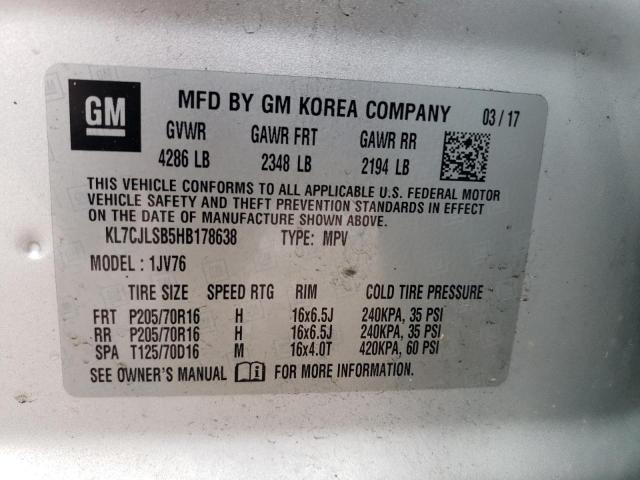 GM MFD BY GM KOREA COMPANY 03 / 17
GVWR GAWR FRT GAWR RR
4286 LB 2348 LB 2194 LB
THIS VEHICLE CONFORMS TO ALL APPLICABLE U.S. FEDERAL MOTOR
VEHICLE SAFETY AND THEFT PREVENTION STANDARDS IN EFFECT
ON THE DATE OF MANUFACTURE SHOWN ABOVE.
KL7CJLSB5HB178638 TYPE: MPV
MODEL: 1JV76
TIRE SIZE SPEED RTG RIM COLD TIRE PRESSURE
FRT P205/70R16 H 16x6.5J 240KPA, 35 PSI
RR P205/70R16 H 16x6.5J 240KPA, 35 PSI
SPA T125/70D16 M 16x4.0T 420KPA, 60 PSI
SEE OWNER'S MANUAL FOR MORE INFORMATION.